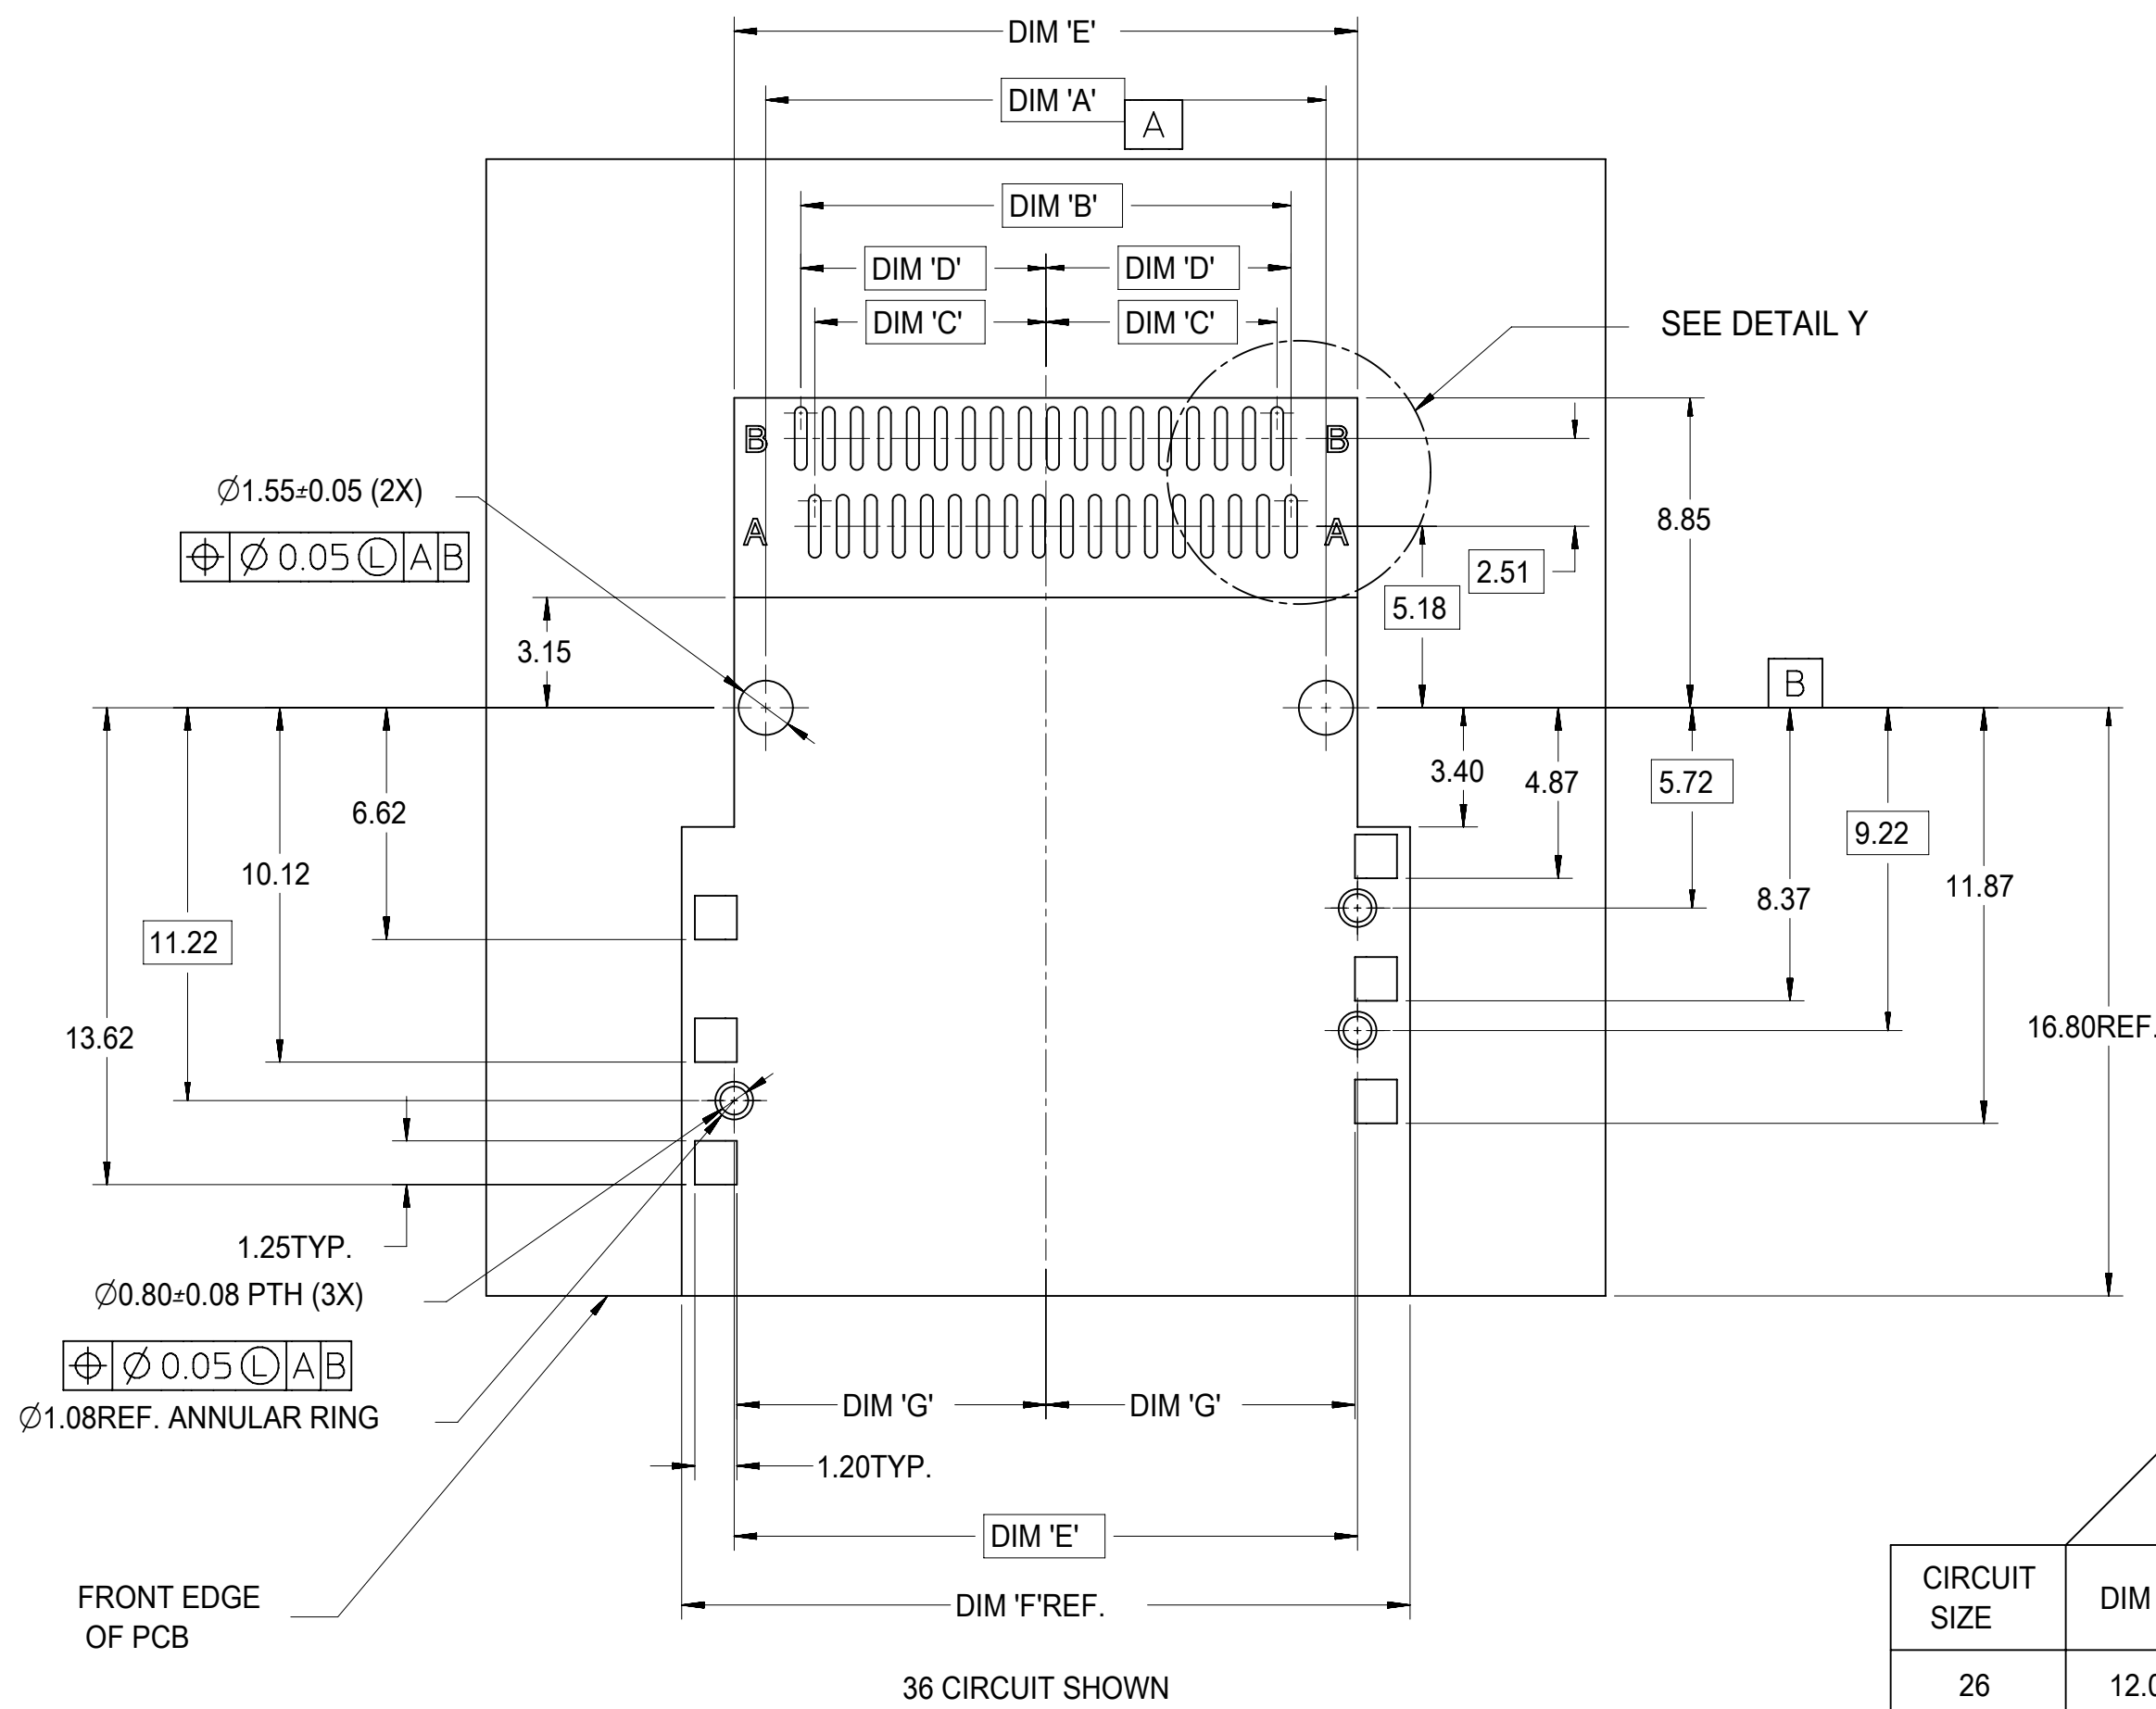 DIM 'E'
DIM 'A'
A
DIM 'B'
DIM 'D' DIM 'D'
DIM 'C' DIM 'C'
SEE DETAIL Y
B B
Ø1.55±0.05 (2X)
⌖ Ø 0.05 Ⓛ A B
A A
8.85
2.51
5.18
3.15
B
3.40
4.87
5.72
6.62
9.22
10.12
8.37
11.87
11.22
13.62
16.80REF.
1.25TYP.
Ø0.80±0.08 PTH (3X)
⌖ Ø 0.05 Ⓛ A B
Ø1.08REF. ANNULAR RING
DIM 'G' DIM 'G'
1.20TYP.
DIM 'E'
FRONT EDGE
OF PCB
DIM 'F'REF.
36 CIRCUIT SHOWN
CIRCUIT
SIZE
DIM
26